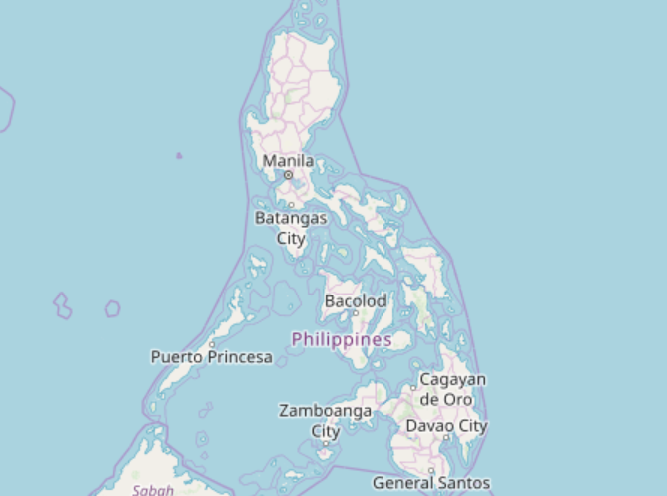 Manila
Batangas
City
Bacolod
Philippines
Puerto Princesa
Cagayan
de Oro
Zamboanga
City
Davao City
General Santos
Sabah